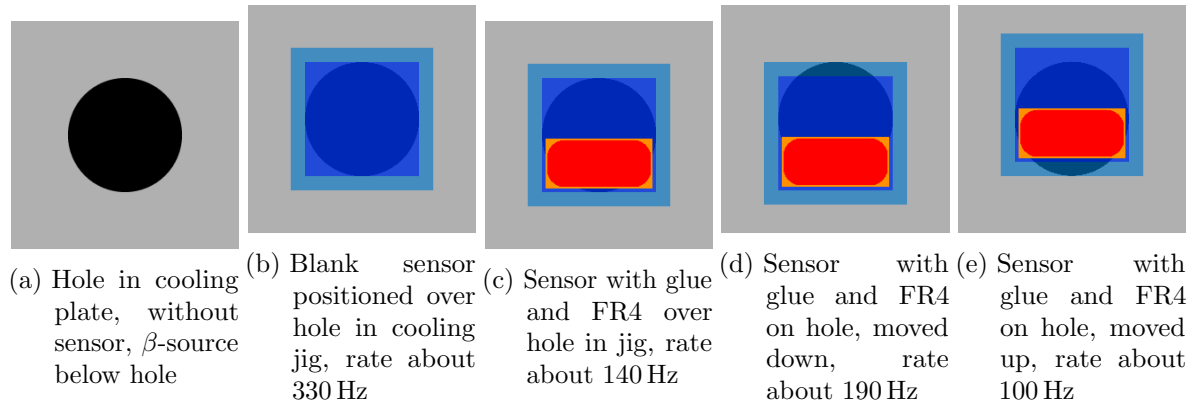 (a) Hole in cooling
plate, without
sensor, β-source
below hole
(b) Blank sensor
positioned over
hole in cooling
jig, rate about
330 Hz
(c) Sensor with glue
and FR4 over
hole in jig, rate
about 140 Hz
(d) Sensor with
glue and FR4
on hole, moved
down, rate
about 190 Hz
(e) Sensor with
glue and FR4
on hole, moved
up, rate about
100 Hz